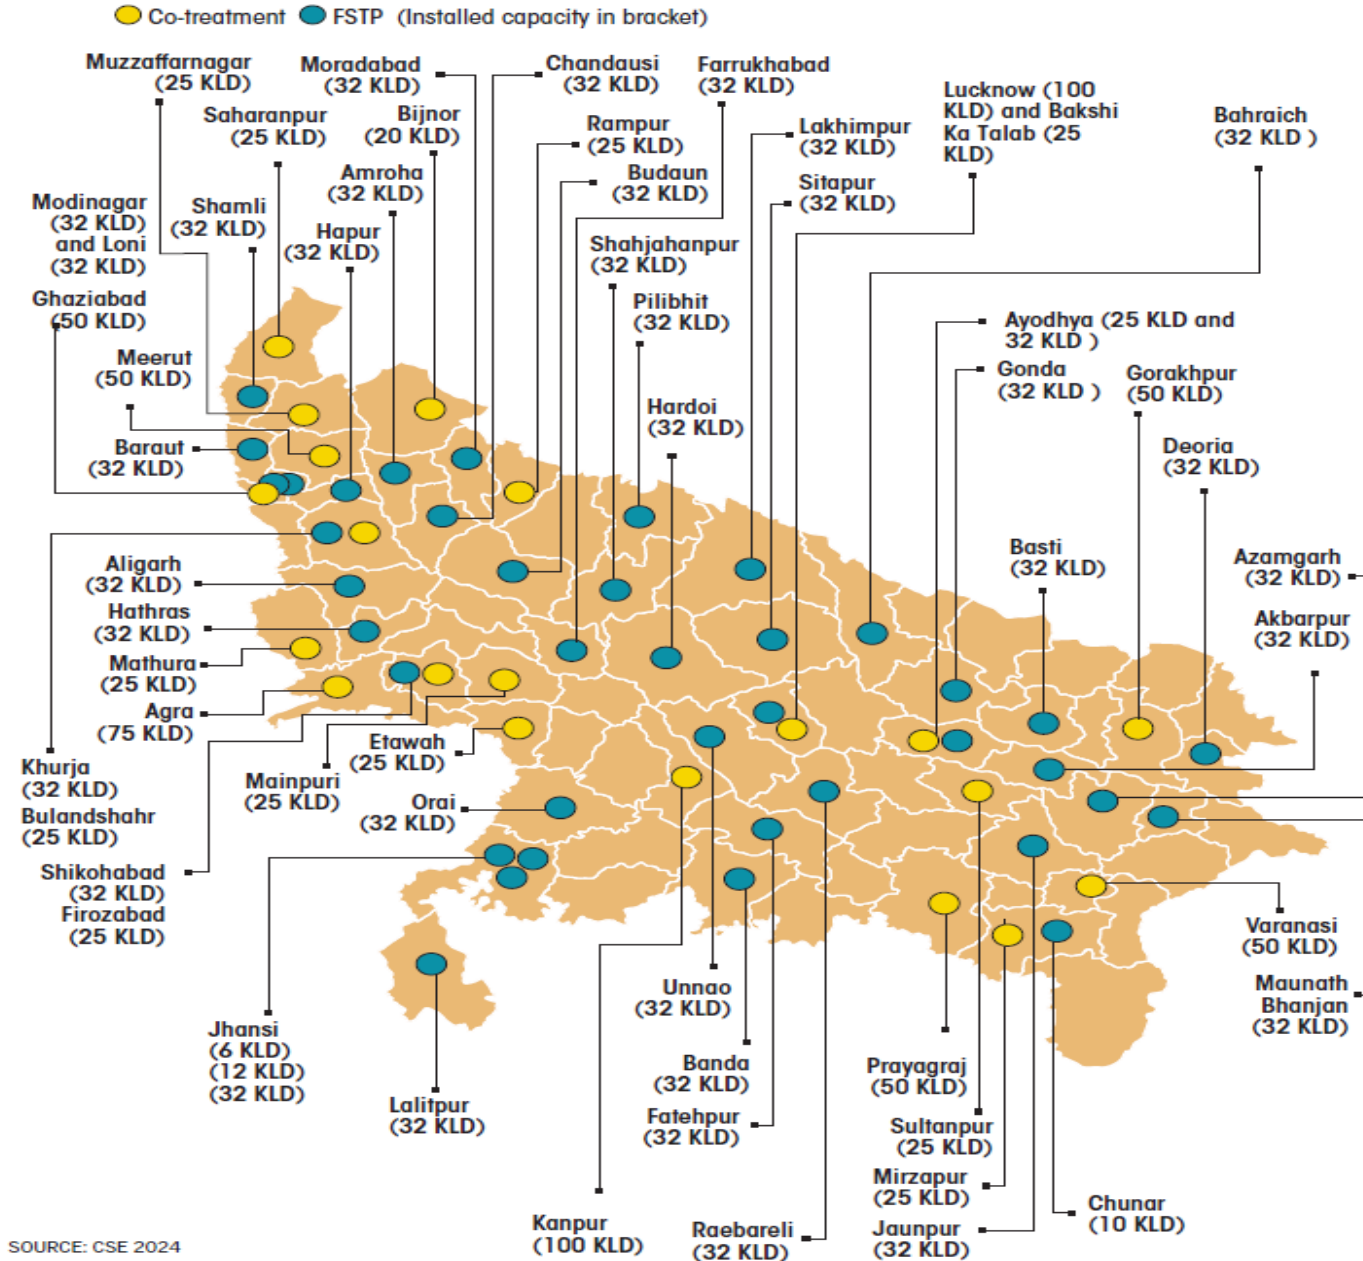 Co-treatment FSTP (Installed capacity in bracket)
Muzzaffarnagar
(25 KLD)
Moradabad
(32 KLD)
Chandausi
(32 KLD)
Farrukhabad
(32 KLD)
Lucknow (100
KLD) and Bakshi
Ka Talab (25
KLD)
Bahraich
(32 KLD )
Saharanpur
(25 KLD)
Bijnor
(20 KLD)
Rampur
(25 KLD)
Lakhimpur
(32 KLD)
Amroha
(32 KLD)
Budaun
(32 KLD)
Sitapur
(32 KLD)
Modinagar
(32 KLD)
and Loni
(32 KLD)
Shamli
(32 KLD)
Hapur
(32 KLD)
Shahjahanpur
(32 KLD)
Ghaziabad
(50 KLD)
Pilibhit
(32 KLD)
Ayodhya (25 KLD and
32 KLD )
Meerut
(50 KLD)
Gonda
(32 KLD )
Gorakhpur
(50 KLD)
Hardoi
(32 KLD)
Baraut
(32 KLD)
Deoria
(32 KLD)
Aligarh
(32 KLD)
Basti
(32 KLD)
Azamgarh
(32 KLD)
Hathras
(32 KLD)
Akbarpur
(32 KLD)
Mathura
(25 KLD)
Agra
(75 KLD)
Etawah
(25 KLD)
Khurja
(32 KLD)
Bulandshahr
(25 KLD)
Mainpuri
(25 KLD)
Orai
(32 KLD)
Shikohabad
(32 KLD)
Firozabad
(25 KLD)
Varanasi
(50 KLD)
Unnao
(32 KLD)
Maunath
Bhanjan
(32 KLD)
Jhansi
(6 KLD)
(12 KLD)
(32 KLD)
Banda
(32 KLD)
Prayagraj
(50 KLD)
Lalitpur
(32 KLD)
Fatehpur
(32 KLD)
Sultanpur
(25 KLD)
Mirzapur
(25 KLD)
Chunar
(10 KLD)
Kanpur
(100 KLD)
Raebareli
(32 KLD)
Jaunpur
(32 KLD)
SOURCE: CSE 2024